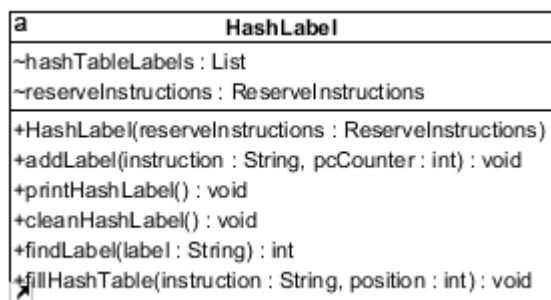 a
HashLabel
~hashTableLabels : List
~reserveInstructions : ReserveInstructions
+HashLabel(reserveInstructions : ReserveInstructions)
+addLabel(instruction : String, pcCounter : int) : void
+printHashLabel() : void
+cleanHashLabel() : void
+findLabel(label : String) : int
+fillHashTable(instruction : String, position : int) : void